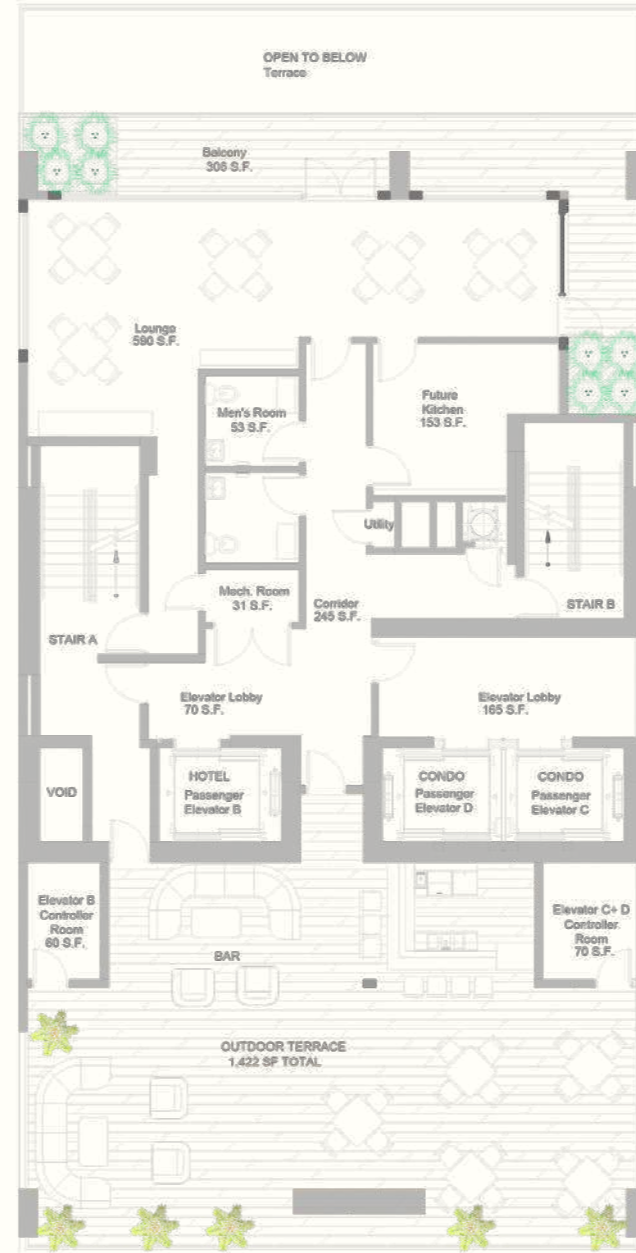 OPEN TO BELOW
Terrace
Balcony
306 S.F.
Lounge
590 S.F.
Men's Room
53 S.F.
Future
Kitchen
153 S.F.
Utility
Mech. Room
31 S.F.
Corridor
245 S.F.
STAIR A
STAIR B
Elevator Lobby
70 S.F.
Elevator Lobby
165 S.F.
VOID
HOTEL
Passenger
Elevator B
CONDO
Passenger
Elevator D
CONDO
Passenger
Elevator C
Elevator B
Controller
Room
60 S.F.
BAR
Elevator C+ D
Controller
Room
70 S.F.
OUTDOOR TERRACE
1,422 SF TOTAL